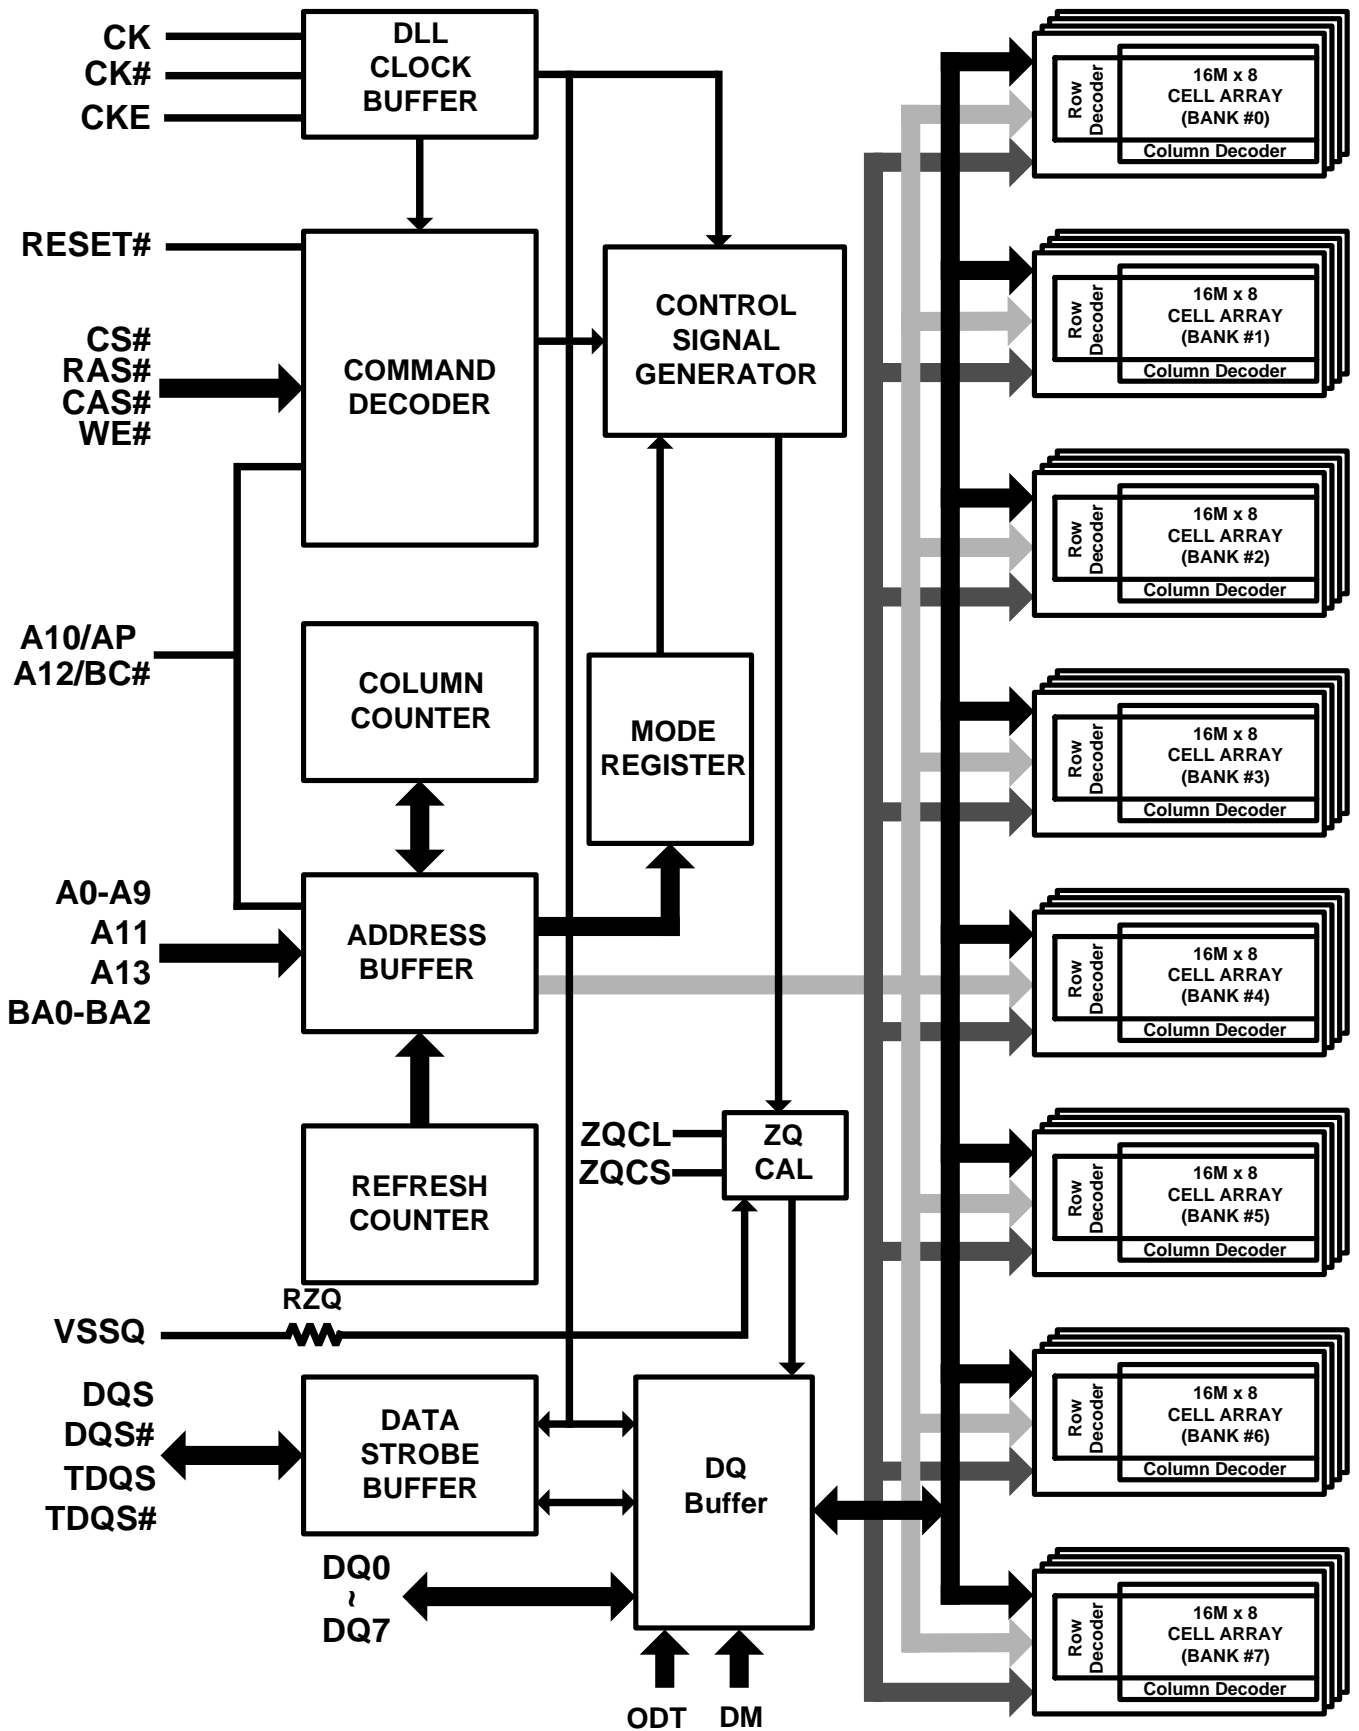 CK
CK#
CKE
DLL
CLOCK
BUFFER
RESET#
CS#
RAS#
CAS#
WE#
COMMAND
DECODER
CONTROL
SIGNAL
GENERATOR
A10/AP
A12/BC#
COLUMN
COUNTER
MODE
REGISTER
A0-A9
A11
A13
BA0-BA2
ADDRESS
BUFFER
REFRESH
COUNTER
ZQCL
ZQCS
ZQ
CAL
RZQ
VSSQ
DQS
DQS#
TDQS
TDQS#
DATA
STROBE
BUFFER
DQ
Buffer
DQ0
~
DQ7
ODT
DM
Row
Decoder
16M x 8
CELL ARRAY
(BANK #0)
Column Decoder
Row
Decoder
16M x 8
CELL ARRAY
(BANK #1)
Column Decoder
Row
Decoder
16M x 8
CELL ARRAY
(BANK #2)
Column Decoder
Row
Decoder
16M x 8
CELL ARRAY
(BANK #3)
Column Decoder
Row
Decoder
16M x 8
CELL ARRAY
(BANK #4)
Column Decoder
Row
Decoder
16M x 8
CELL ARRAY
(BANK #5)
Column Decoder
Row
Decoder
16M x 8
CELL ARRAY
(BANK #6)
Column Decoder
Row
Decoder
16M x 8
CELL ARRAY
(BANK #7)
Column Decoder